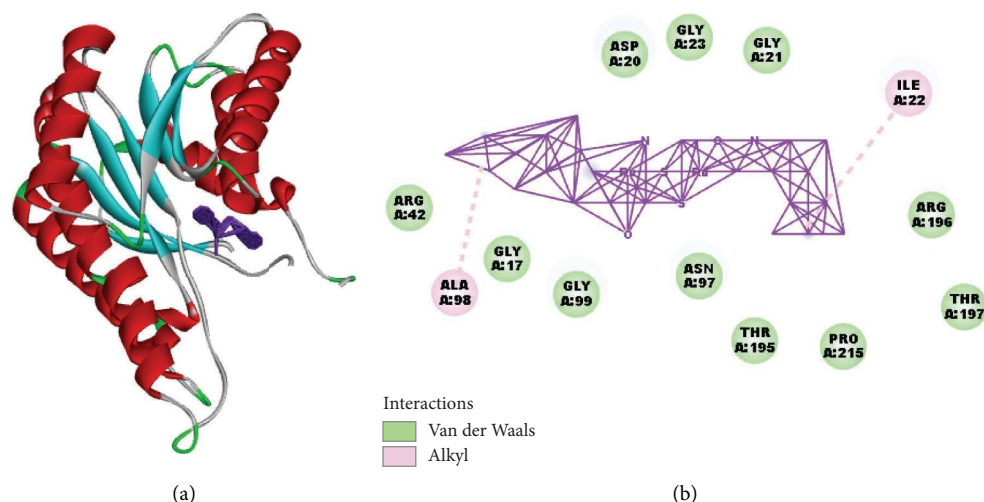 ASP
A:20
GLY
A:23
GLY
A:21
ILE
A:22
ARG
A:42
GLY
A:17
ALA
A:98
GLY
A:99
ASN
A:97
THR
A:195
PRO
A:215
ARG
A:196
THR
A:197
N
O
N
S
O
Interactions
Van der Waals
Alkyl
(a)
(b)